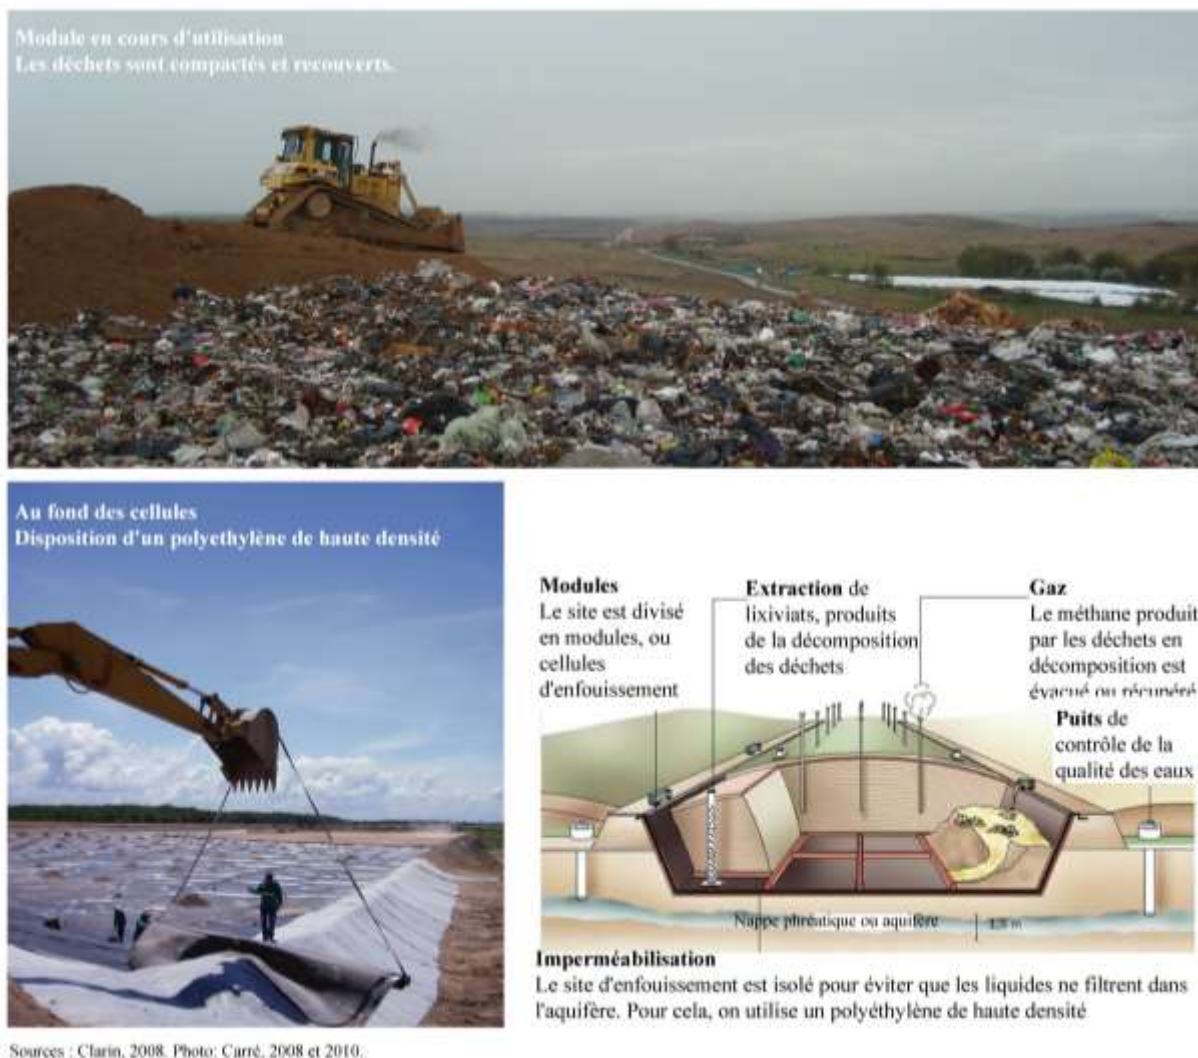 Module en cours d'utilisation
Les déchets sont compactés et recouverts.
Au fond des cellules
Disposition d'un polyethylène de haute densité
Modules
Le site est divisé
en modules, ou
cellules
d'enfouissement
Extraction de
lixiviats, produits
de la décomposition
des déchets
Gaz
Le méthane produit
par les déchets en
décomposition est
évacué ou récupéré
Puits de
contrôle de la
qualité des eaux
Nappe phréatique ou aquifère
Imperméabilisation
Le site d'enfouissement est isolé pour éviter que les liquides ne filtrent dans
l'aquifère. Pour cela, on utilise un polyéthylène de haute densité
Sources : Clarin, 2008. Photo: Carré, 2008 et 2010.